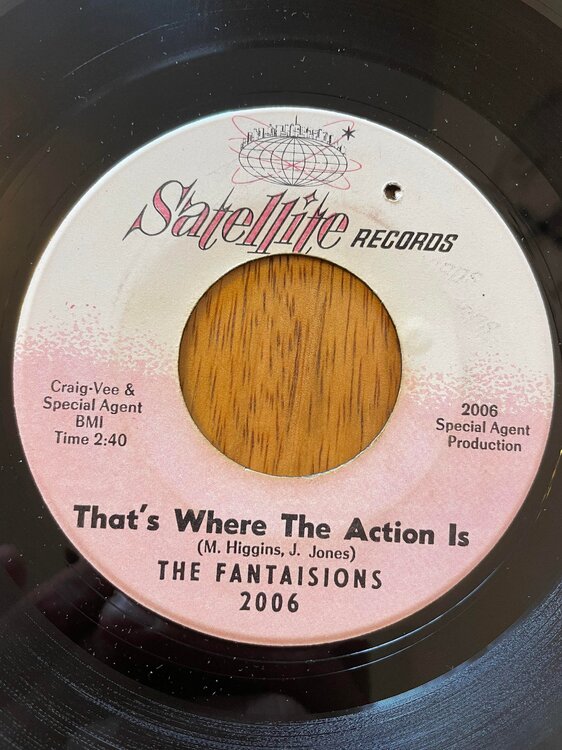 Satellite RECORDS
Craig-Vee &
Special Agent
BMI
Time 2:40
2006
Special Agent
Production
That's Where The Action Is
(M. Higgins, J. Jones)
THE FANTAISIONS
2006